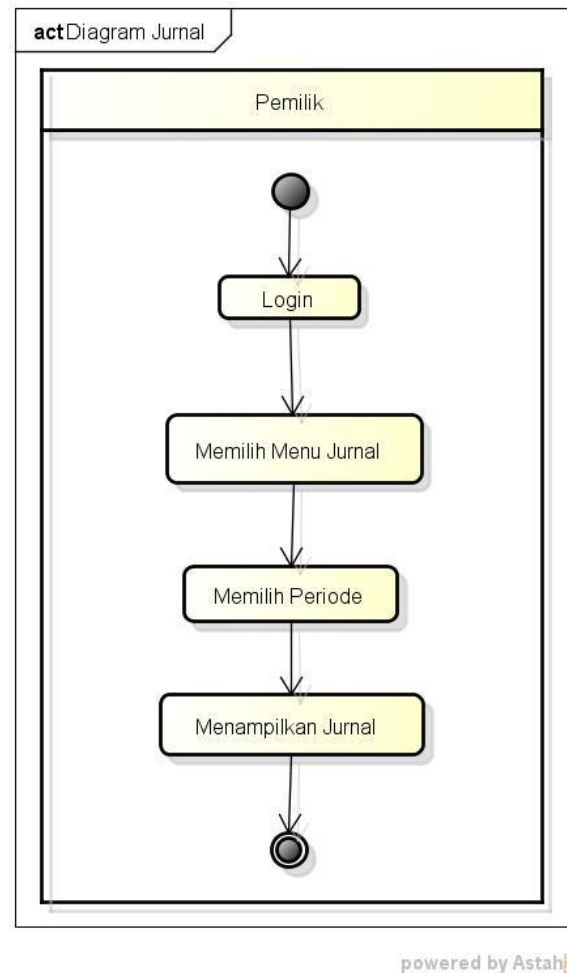 act Diagram Jurnal
Pemilik
Login
Memilih Menu Jurnal
Memilih Periode
Menampilkan Jurnal
powered by Astah